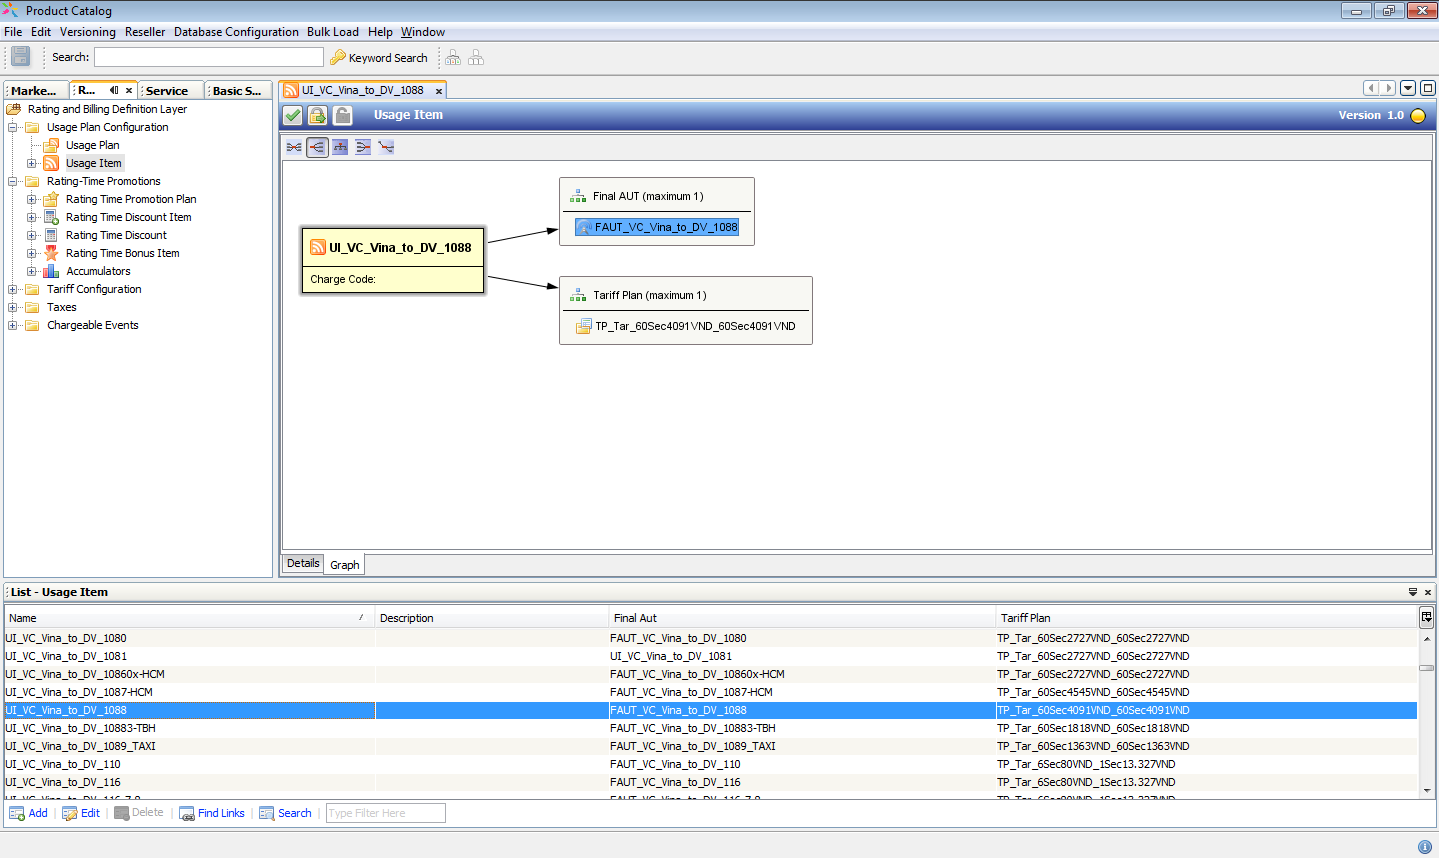 Product Catalog
File Edit Versioning Reseller Database Configuration Bulk Load Help Window
Search: Keyword Search
Marke... R... Service Basic S...
UI_VC_Vina_to_DV_1088
Rating and Billing Definition Layer
Usage Plan Configuration
Usage Plan
Usage Item
Rating-Time Promotions
Rating Time Promotion Plan
Rating Time Discount Item
Rating Time Discount
Rating Time Bonus Item
Accumulators
Tariff Configuration
Taxes
Chargeable Events
Usage Item Version 1.0
Final AUT (maximum 1)
FAUT_VC_Vina_to_DV_1088
UI_VC_Vina_to_DV_1088
Charge Code:
Tariff Plan (maximum 1)
TP_Tar_60Sec4091VND_60Sec4091VND
Details Graph
List - Usage Item
Name Description Final Aut Tariff Plan
UI_VC_Vina_to_DV_1080 FAUT_VC_Vina_to_DV_1080 TP_Tar_60Sec2727VND_60Sec2727VND
UI_VC_Vina_to_DV_1081 UI_VC_Vina_to_DV_1081 TP_Tar_60Sec2727VND_60Sec2727VND
UI_VC_Vina_to_DV_10860x-HCM FAUT_VC_Vina_to_DV_10860x-HCM TP_Tar_60Sec2727VND_60Sec2727VND
UI_VC_Vina_to_DV_1087-HCM FAUT_VC_Vina_to_DV_1087-HCM TP_Tar_60Sec4545VND_60Sec4545VND
UI_VC_Vina_to_DV_1088 FAUT_VC_Vina_to_DV_1088 TP_Tar_60Sec4091VND_60Sec4091VND
UI_VC_Vina_to_DV_10883-TBH FAUT_VC_Vina_to_DV_10883-TBH TP_Tar_60Sec1818VND_60Sec1818VND
UI_VC_Vina_to_DV_1089_TAXI FAUT_VC_Vina_to_DV_1089_TAXI TP_Tar_60Sec1363VND_60Sec1363VND
UI_VC_Vina_to_DV_110 FAUT_VC_Vina_to_DV_110 TP_Tar_6Sec80VND_1Sec13.327VND
UI_VC_Vina_to_DV_116 FAUT_VC_Vina_to_DV_116 TP_Tar_6Sec80VND_1Sec13.327VND
Add Edit Delete Find Links Search Type Filter Here